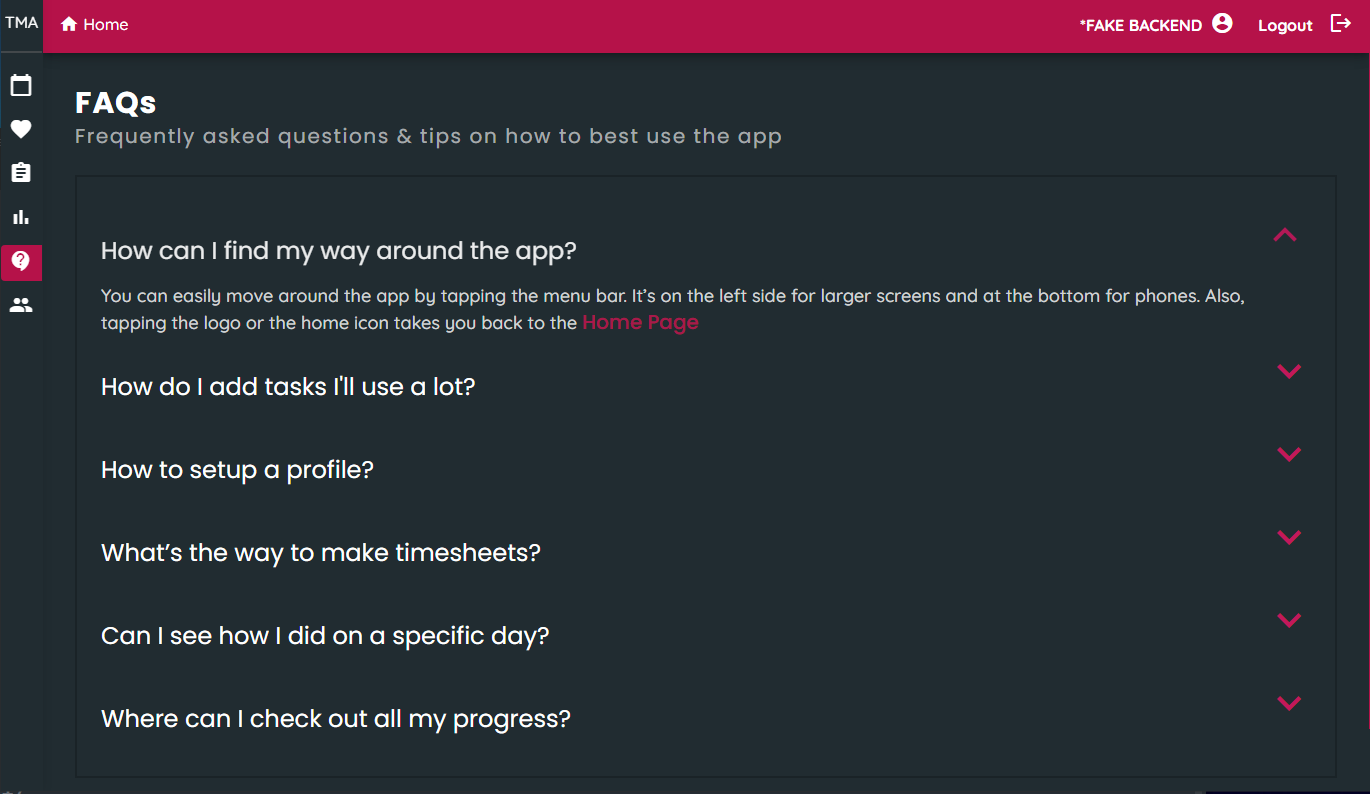 TMA
Home
*FAKE BACKEND
Logout
FAQs
Frequently asked questions & tips on how to best use the app
How can I find my way around the app?
You can easily move around the app by tapping the menu bar. It’s on the left side for larger screens and at the bottom for phones. Also,
tapping the logo or the home icon takes you back to the Home Page
How do I add tasks I'll use a lot?
How to setup a profile?
What’s the way to make timesheets?
Can I see how I did on a specific day?
Where can I check out all my progress?